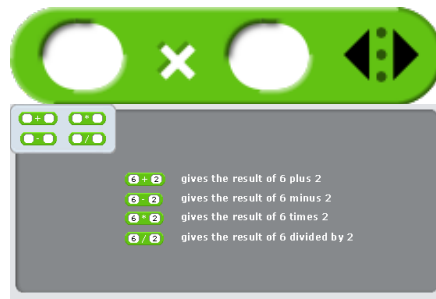 ×
+ *
- /
6 + 2 gives the result of 6 plus 2
6 - 2 gives the result of 6 minus 2
6 * 2 gives the result of 6 times 2
6 / 2 gives the result of 6 divided by 2